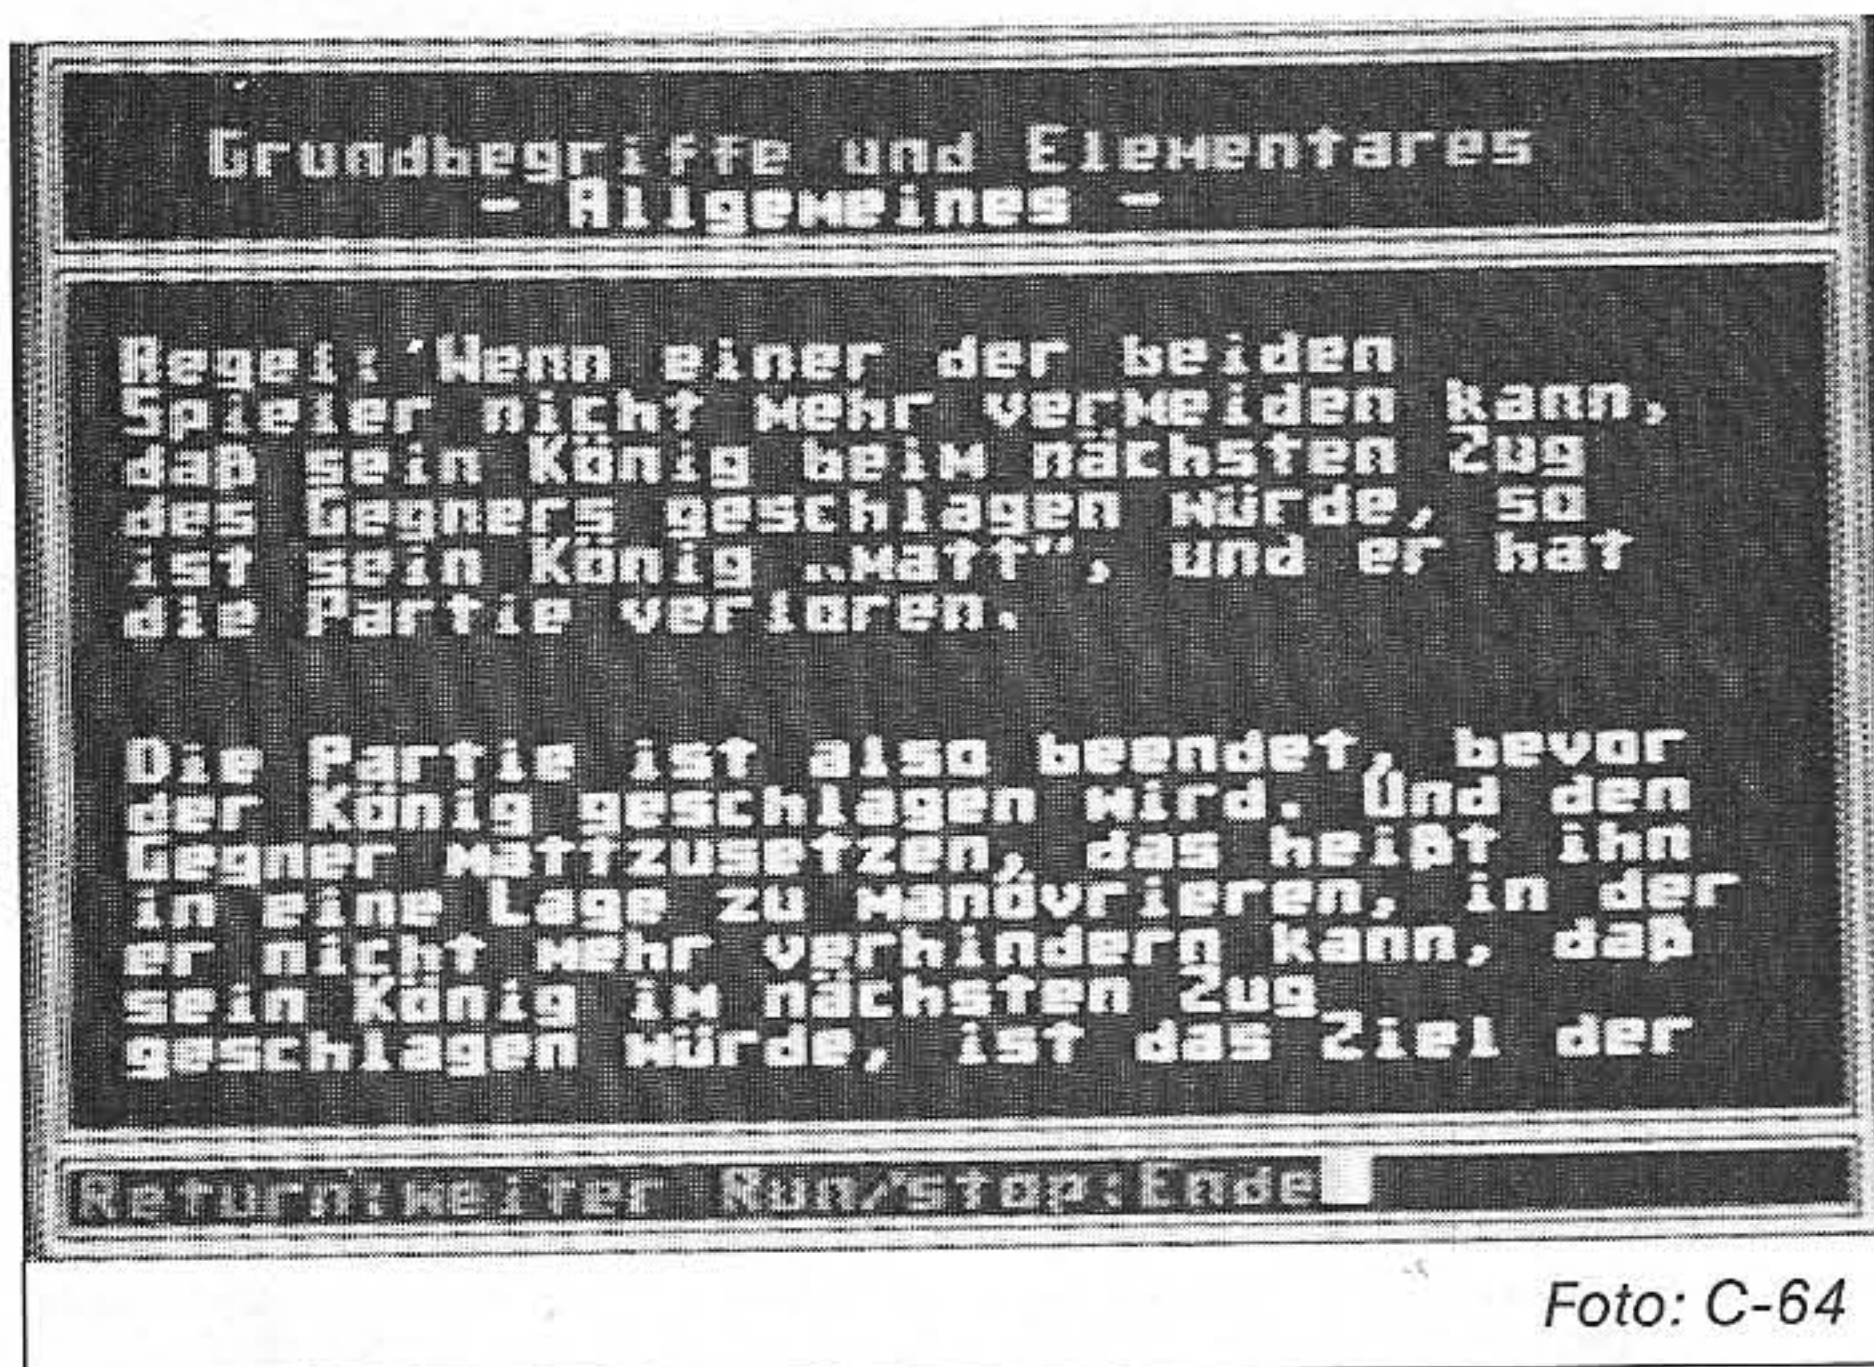 Grundbegriffe und Elementares
- Allgemeines -
Regel: Wenn einer der beiden
Spieler nicht mehr vermeiden kann,
daß sein König beim nächsten Zug
des Gegners geschlagen würde, so
ist sein König „matt“, und er hat
die Partie verloren.
Die Partie ist also beendet, bevor
der König geschlagen wird. Und den
Gegner mattzusetzen, das heißt ihn
in eine Lage zu manövrieren, in der
er nicht mehr verhindern kann, daß
sein König im nächsten Zug
geschlagen würde, ist das Ziel der
Return:weiter Run/stop:Ende
Foto: C-64